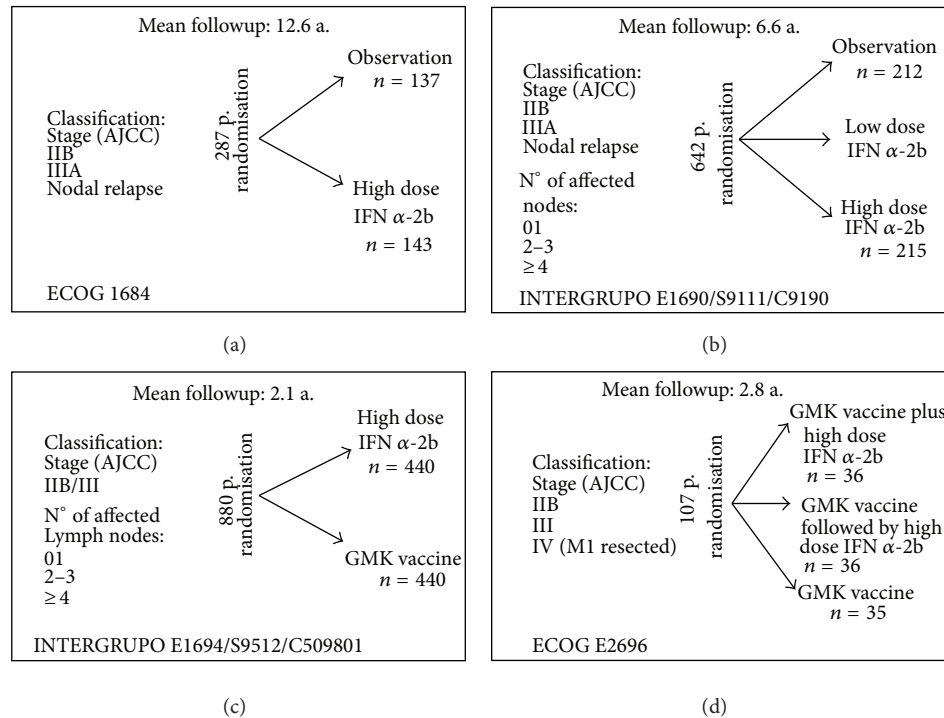 Mean followup: 12.6 a.
Classification:
Stage (AJCC)
IIB
IIIA
Nodal relapse
287 p.
randomisation
Observation
n = 137
High dose
IFN α-2b
n = 143
ECOG 1684
(a)
Mean followup: 6.6 a.
Classification:
Stage (AJCC)
IIB
IIIA
Nodal relapse
N° of affected
nodes:
01
2–3
≥ 4
642 p.
randomisation
Observation
n = 212
Low dose
IFN α-2b
High dose
IFN α-2b
n = 215
INTERGRUPO E1690/S9111/C9190
(b)
Mean followup: 2.1 a.
Classification:
Stage (AJCC)
IIB/III
N° of affected
Lymph nodes:
01
2–3
≥ 4
880 p.
randomisation
High dose
IFN α-2b
n = 440
GMK vaccine
n = 440
INTERGRUPO E1694/S9512/C509801
(c)
Mean followup: 2.8 a.
Classification:
Stage (AJCC)
IIB
III
IV (M1 resected)
107 p.
randomisation
GMK vaccine plus
high dose
IFN α-2b
n = 36
GMK vaccine
followed by high
dose IFN α-2b
n = 36
GMK vaccine
n = 35
ECOG E2696
(d)